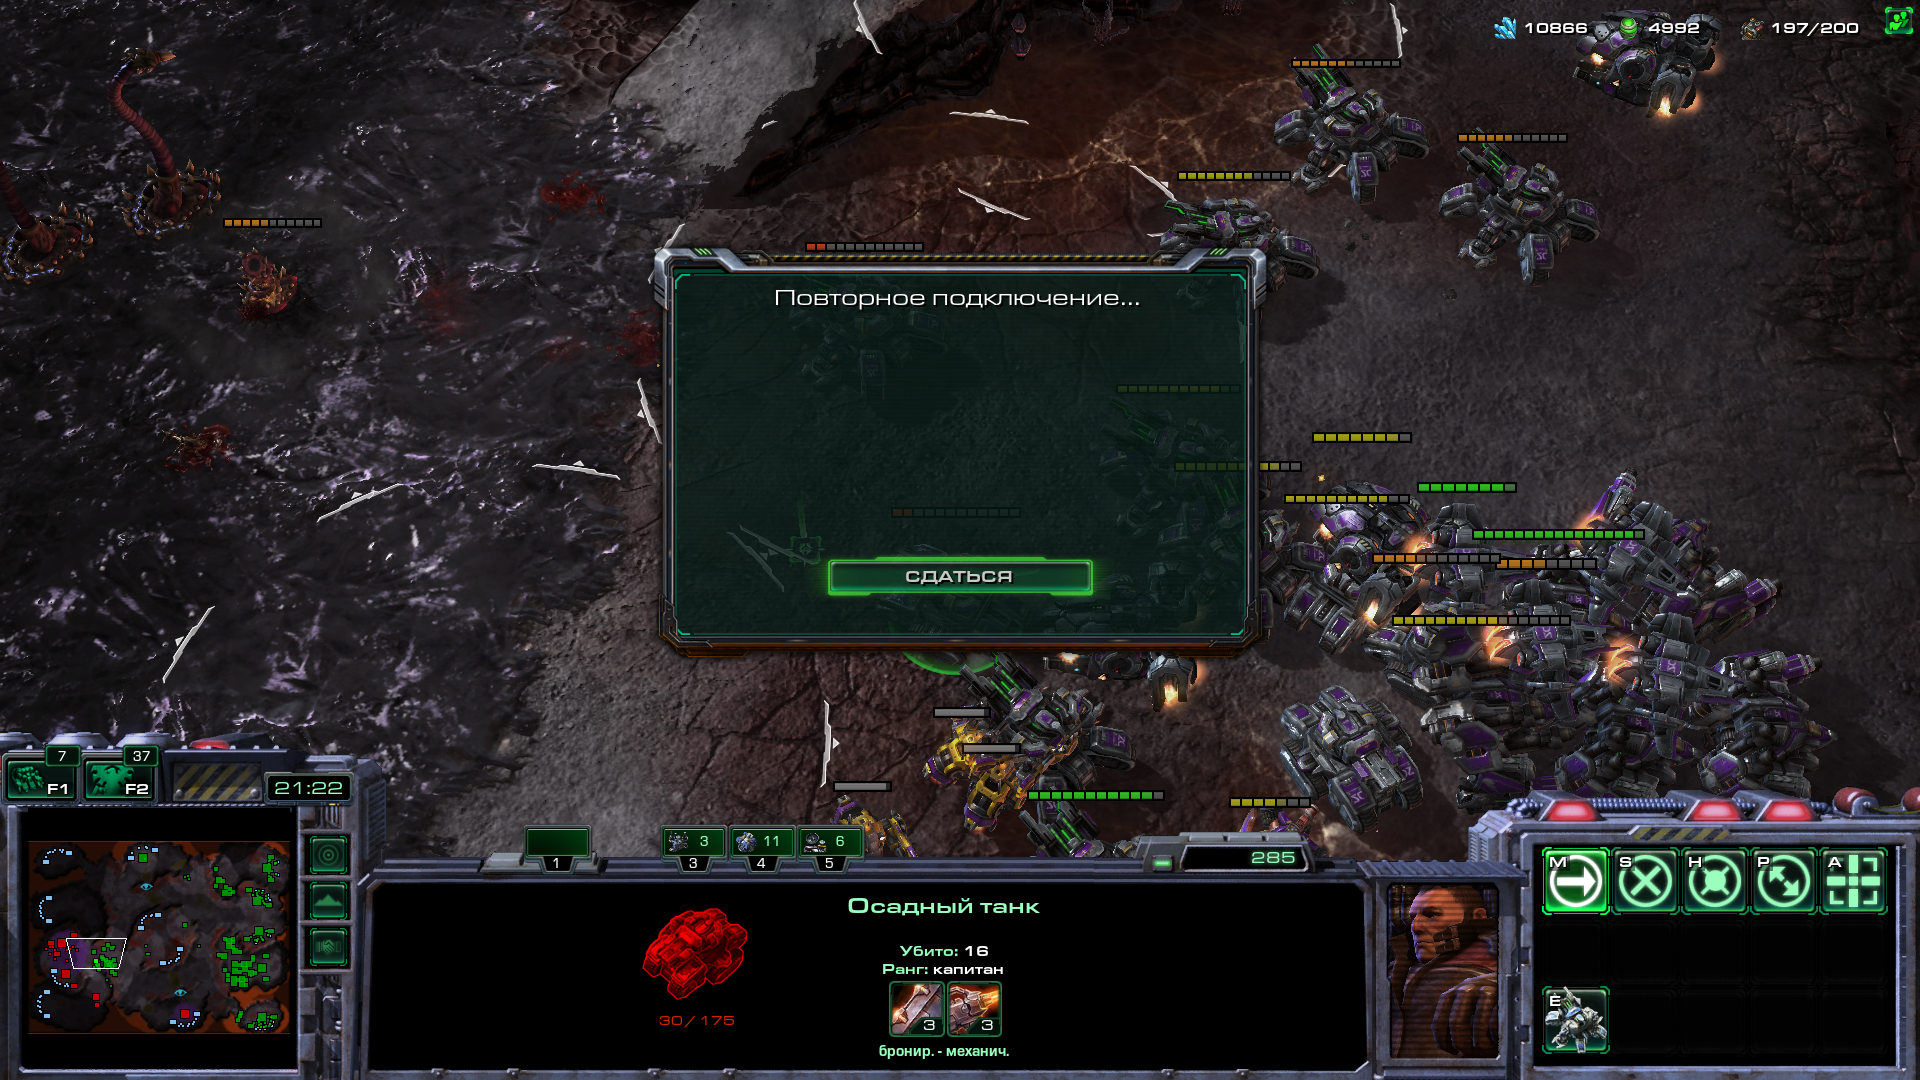 10866 4992 197/200
Повторное подключение...
СДАТЬСЯ
7 37
F1 F2
21:22
3 11 6
1 3 4 5
285
Осадный танк
Убито: 16
Ранг: капитан
30/175
3 3
бронир. - механич.
M S H P A
E